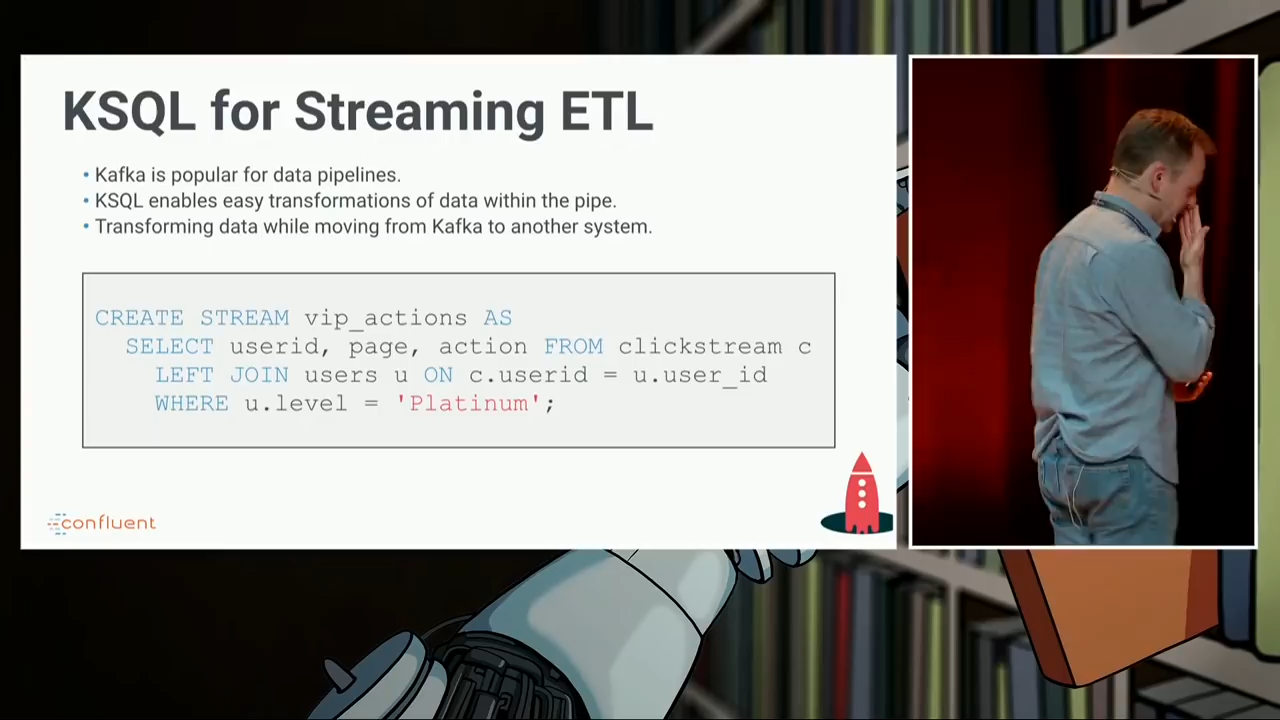 KSQL for Streaming ETL
• Kafka is popular for data pipelines.
• KSQL enables easy transformations of data within the pipe.
• Transforming data while moving from Kafka to another system.
CREATE STREAM vip_actions AS
SELECT userid, page, action FROM clickstream c
LEFT JOIN users u ON c.userid = u.user_id
WHERE u.level = 'Platinum';
confluent